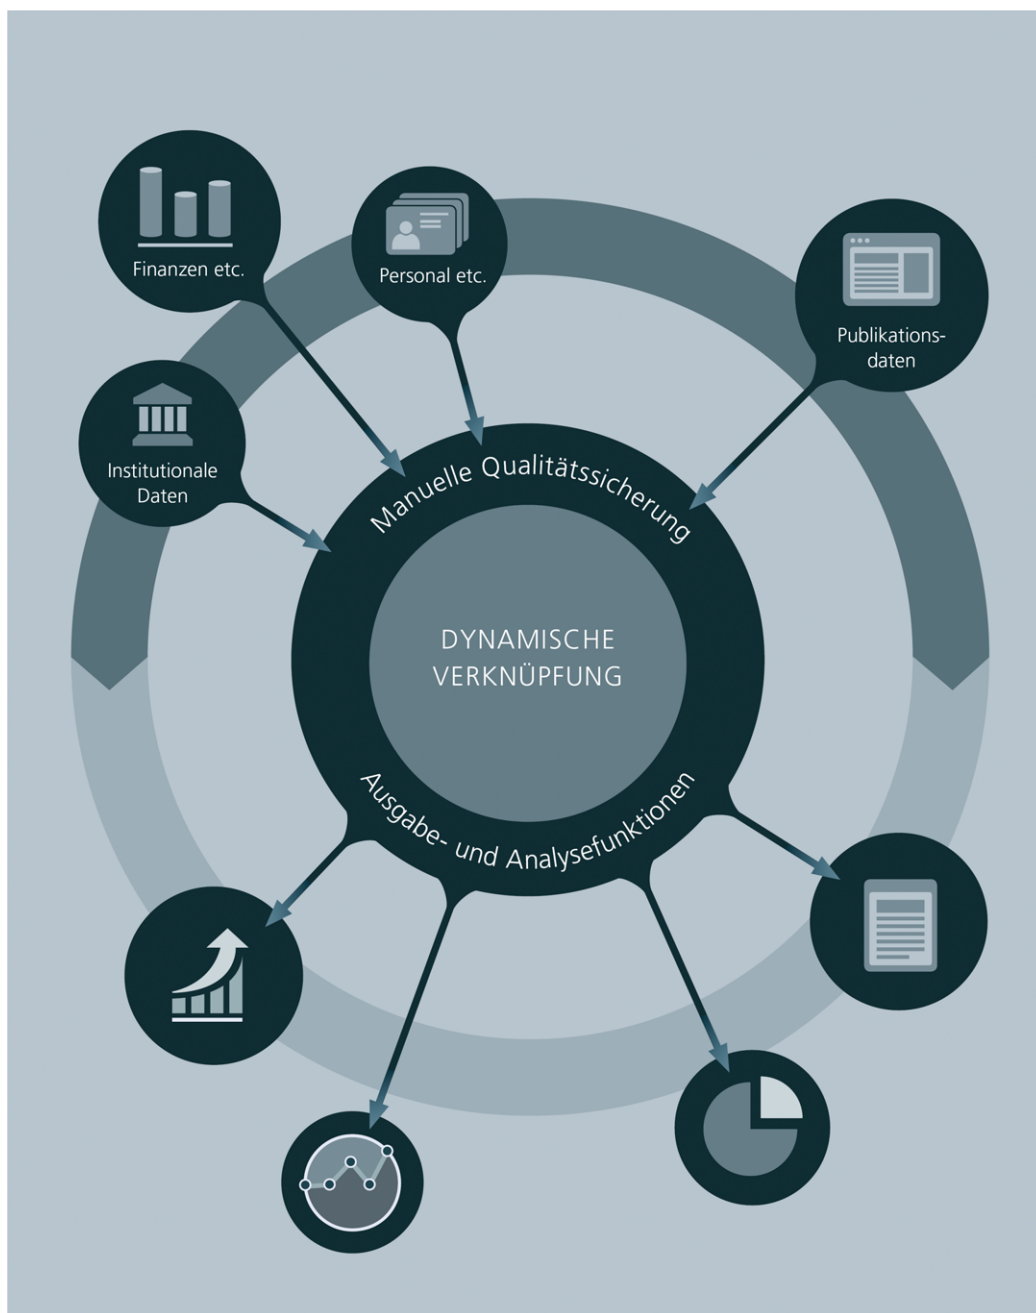 Finanzen etc.
Personal etc.
Publikations-
daten
Institutionale
Daten
Manuelle Qualitätssicherung
DYNAMISCHE
VERKNÜPFUNG
Ausgabe- und Analysefunktionen